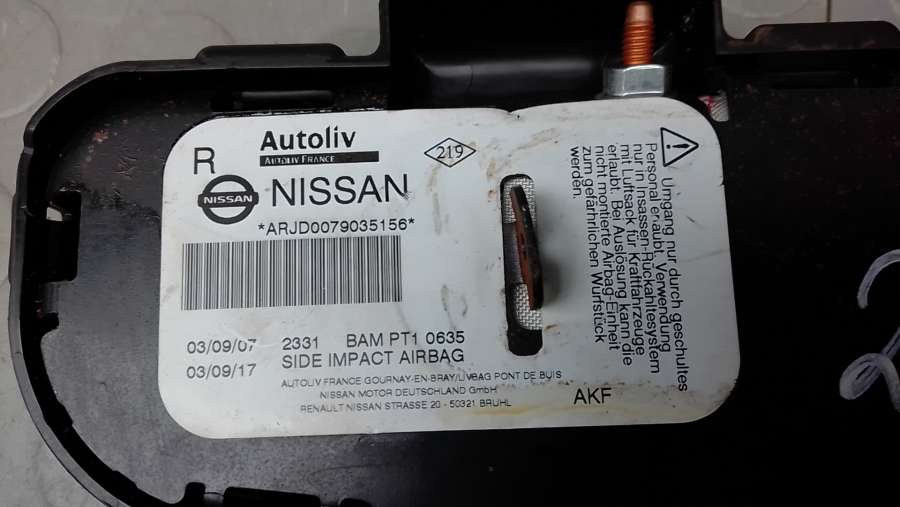 R
Autoliv
AUTOLIV FRANCE
219
NISSAN
NISSAN
*ARJD0079035156*
03/09/07 2331 BAM PT1 0635
03/09/17 SIDE IMPACT AIRBAG
AUTOLIV FRANCE GOURNAY-EN-BRAY/LIVBAG PONT DE BUIS
NISSAN MOTOR DEUTSCHLAND GmbH
RENAULT NISSAN STRASSE 20 - 50321 BRUHL
AKF
Umgang nur durch geschultes
Personal erlaubt. Verwendung
nur in Insassen-Rückahltesystem
mit Luftsack für Kraftfahrzeuge
erlaubt. Bei Auslösung kann die
nicht montierte Airbag-Einheit
zum gefährlichen Wurfstück
werden.